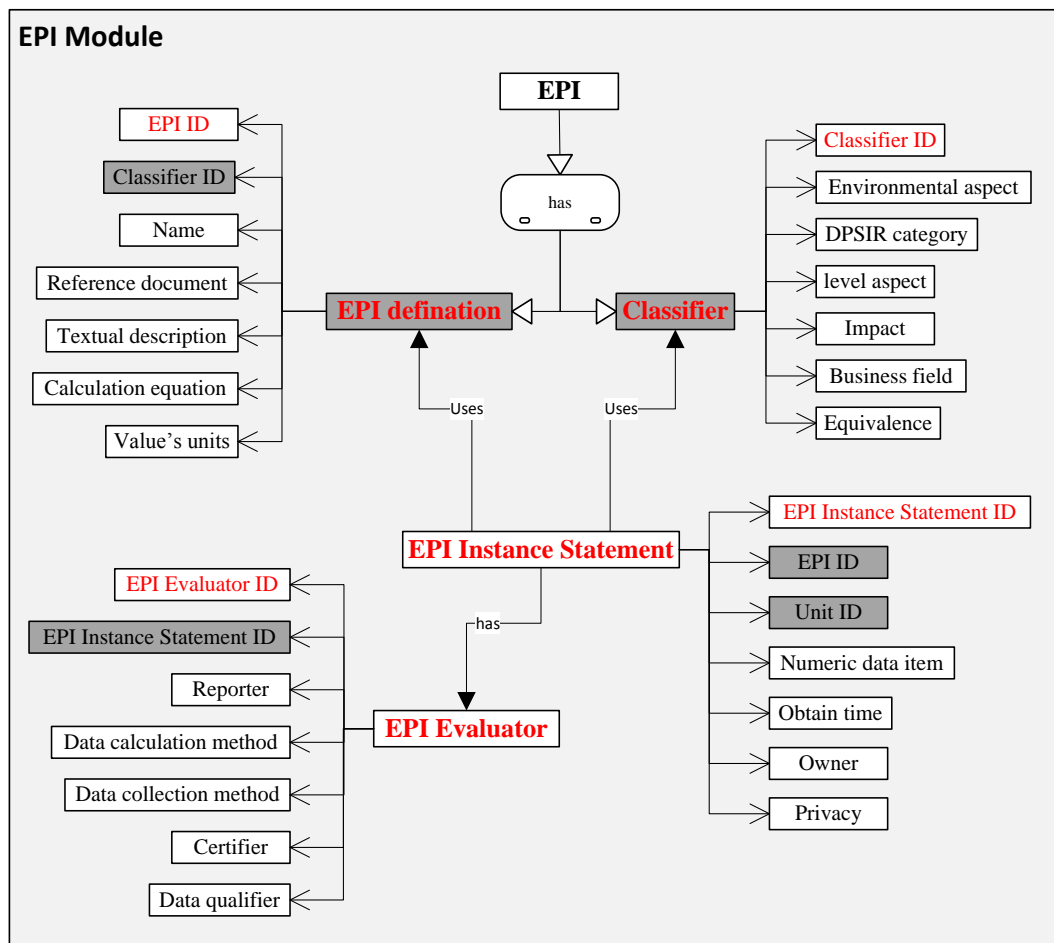 EPI Module
EPI
has
EPI ID
Classifier ID
Name
Reference document
Textual description
Calculation equation
Value's units
EPI defination
Classifier
Classifier ID
Environmental aspect
DPSIR category
level aspect
Impact
Business field
Equivalence
Uses
Uses
EPI Instance Statement
EPI Instance Statement ID
EPI ID
Unit ID
Numeric data item
Obtain time
Owner
Privacy
has
EPI Evaluator
EPI Evaluator ID
EPI Instance Statement ID
Reporter
Data calculation method
Data collection method
Certifier
Data qualifier